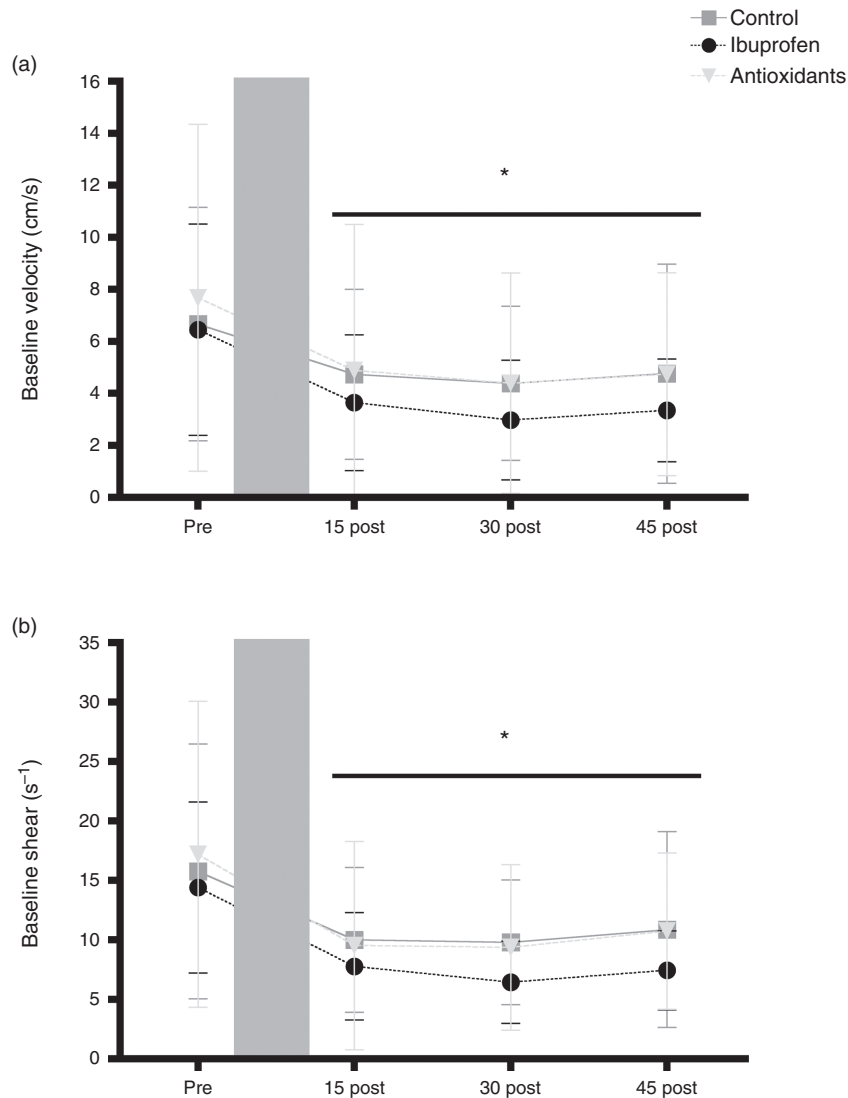 Control
Ibuprofen
Antioxidants
(a)
16
14
12
10
8
6
4
2
0
Baseline velocity (cm/s)
*
Pre
15 post
30 post
45 post
(b)
35
30
25
20
15
10
5
0
Baseline shear (s⁻¹)
*
Pre
15 post
30 post
45 post